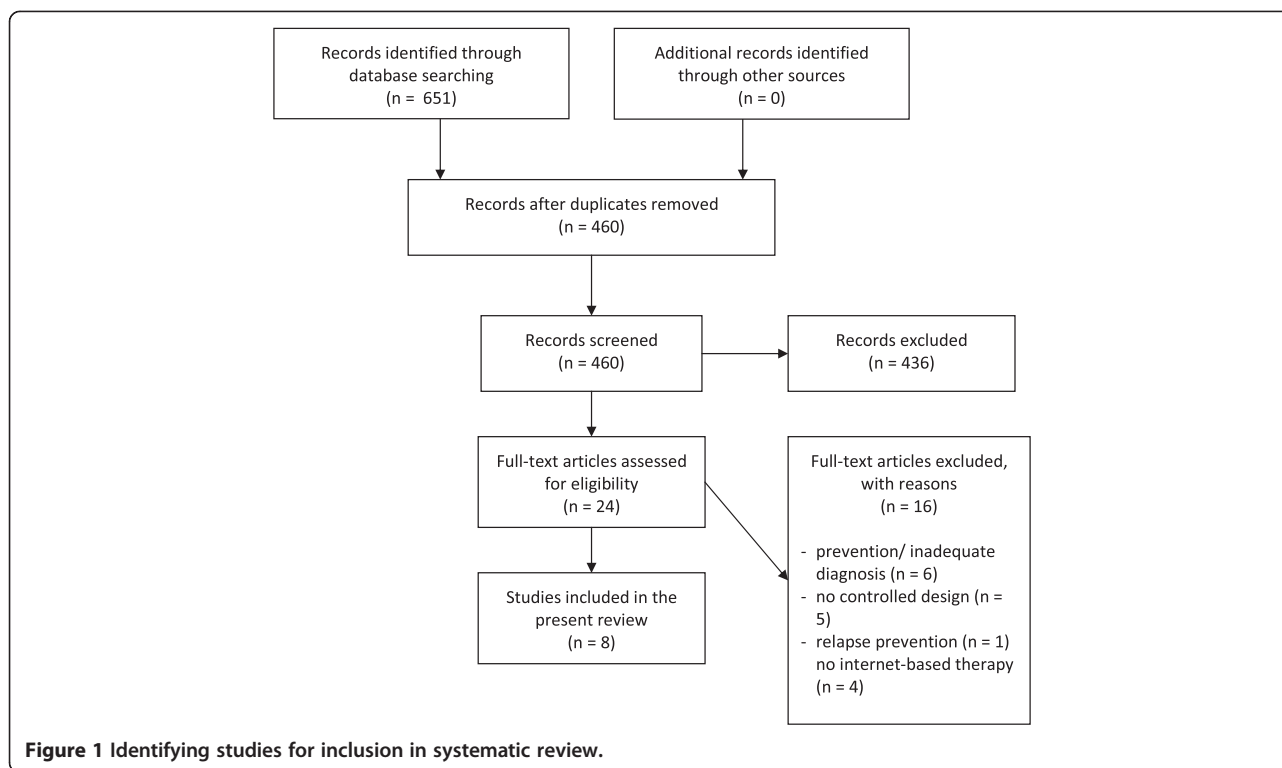 Records identified through
database searching
(n = 651)
Additional records identified
through other sources
(n = 0)
Records after duplicates removed
(n = 460)
Records screened
(n = 460)
Records excluded
(n = 436)
Full-text articles assessed
for eligibility
(n = 24)
Full-text articles excluded,
with reasons
(n = 16)
- prevention/ inadequate
diagnosis (n = 6)
- no controlled design (n =
5)
- relapse prevention (n = 1)
no internet-based therapy
(n = 4)
Studies included in the
present review
(n = 8)
Figure 1 Identifying studies for inclusion in systematic review.